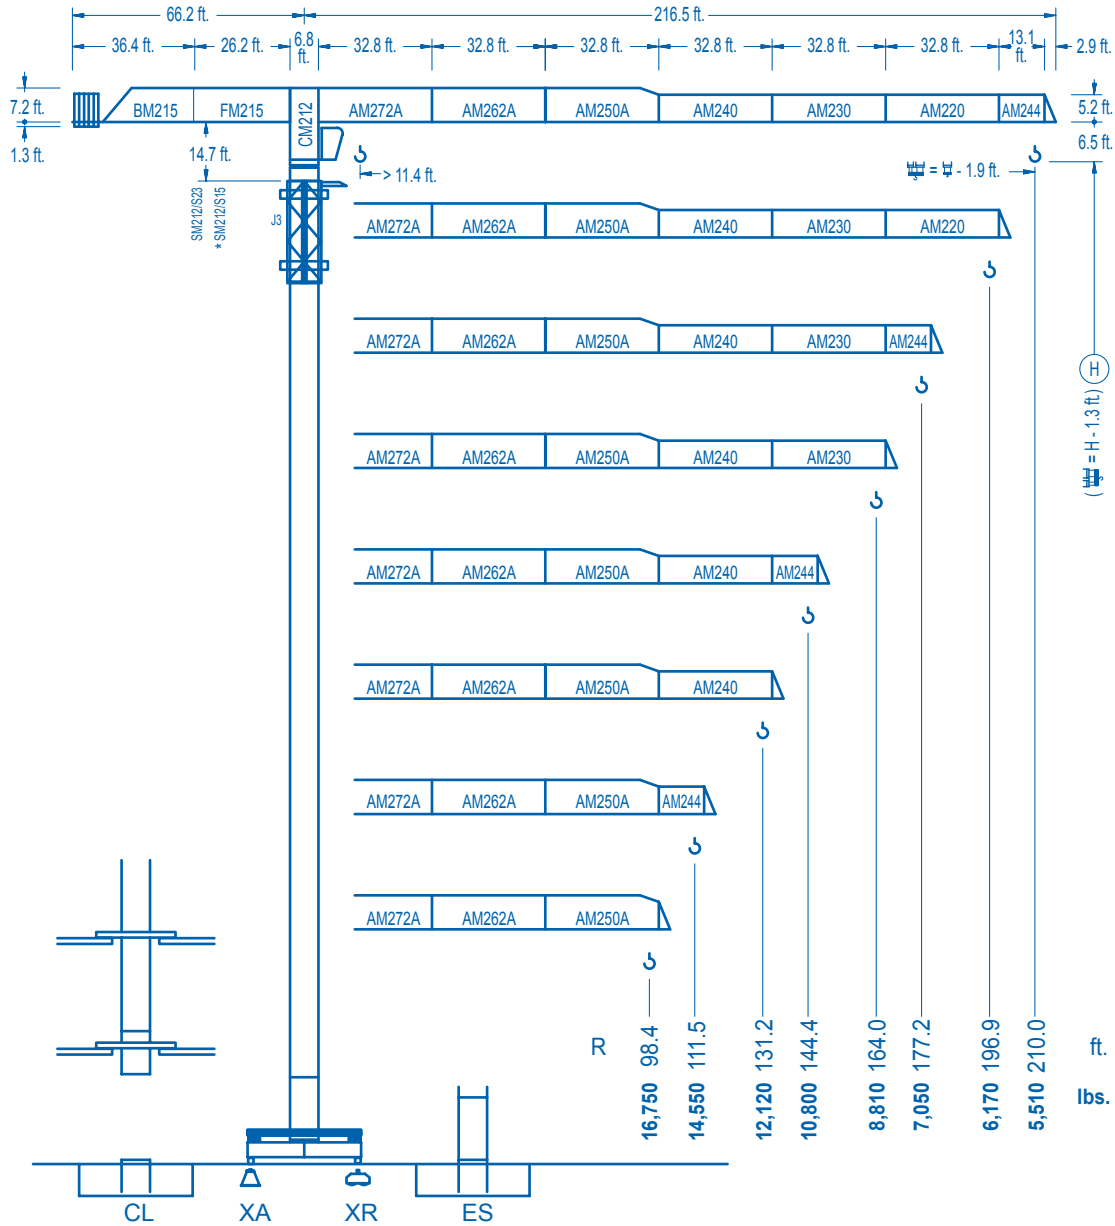 66.2 ft. 216.5 ft.
36.4 ft. 26.2 ft. 6.8 ft. 32.8 ft. 32.8 ft. 32.8 ft. 32.8 ft. 32.8 ft. 32.8 ft. 13.1 ft. 2.9 ft.
7.2 ft. BM215 FM215 CM212 AM272A AM262A AM250A AM240 AM230 AM220 AM244 5.2 ft.
1.3 ft. 14.7 ft. 6.5 ft.
> 11.4 ft. = - 1.9 ft.
SM212/S23
* SM212/S15
J3
AM272A AM262A AM250A AM240 AM230 AM220
AM272A AM262A AM250A AM240 AM230 AM244
H
( = H - 1.3 ft.)
AM272A AM262A AM250A AM240 AM230
AM272A AM262A AM250A AM240 AM244
AM272A AM262A AM250A AM240
AM272A AM262A AM250A AM244
AM272A AM262A AM250A
R 98.4 111.5 131.2 144.4 164.0 177.2 196.9 210.0 ft.
16,750 14,550 12,120 10,800 8,810 7,050 6,170 5,510 lbs.
CL XA XR ES